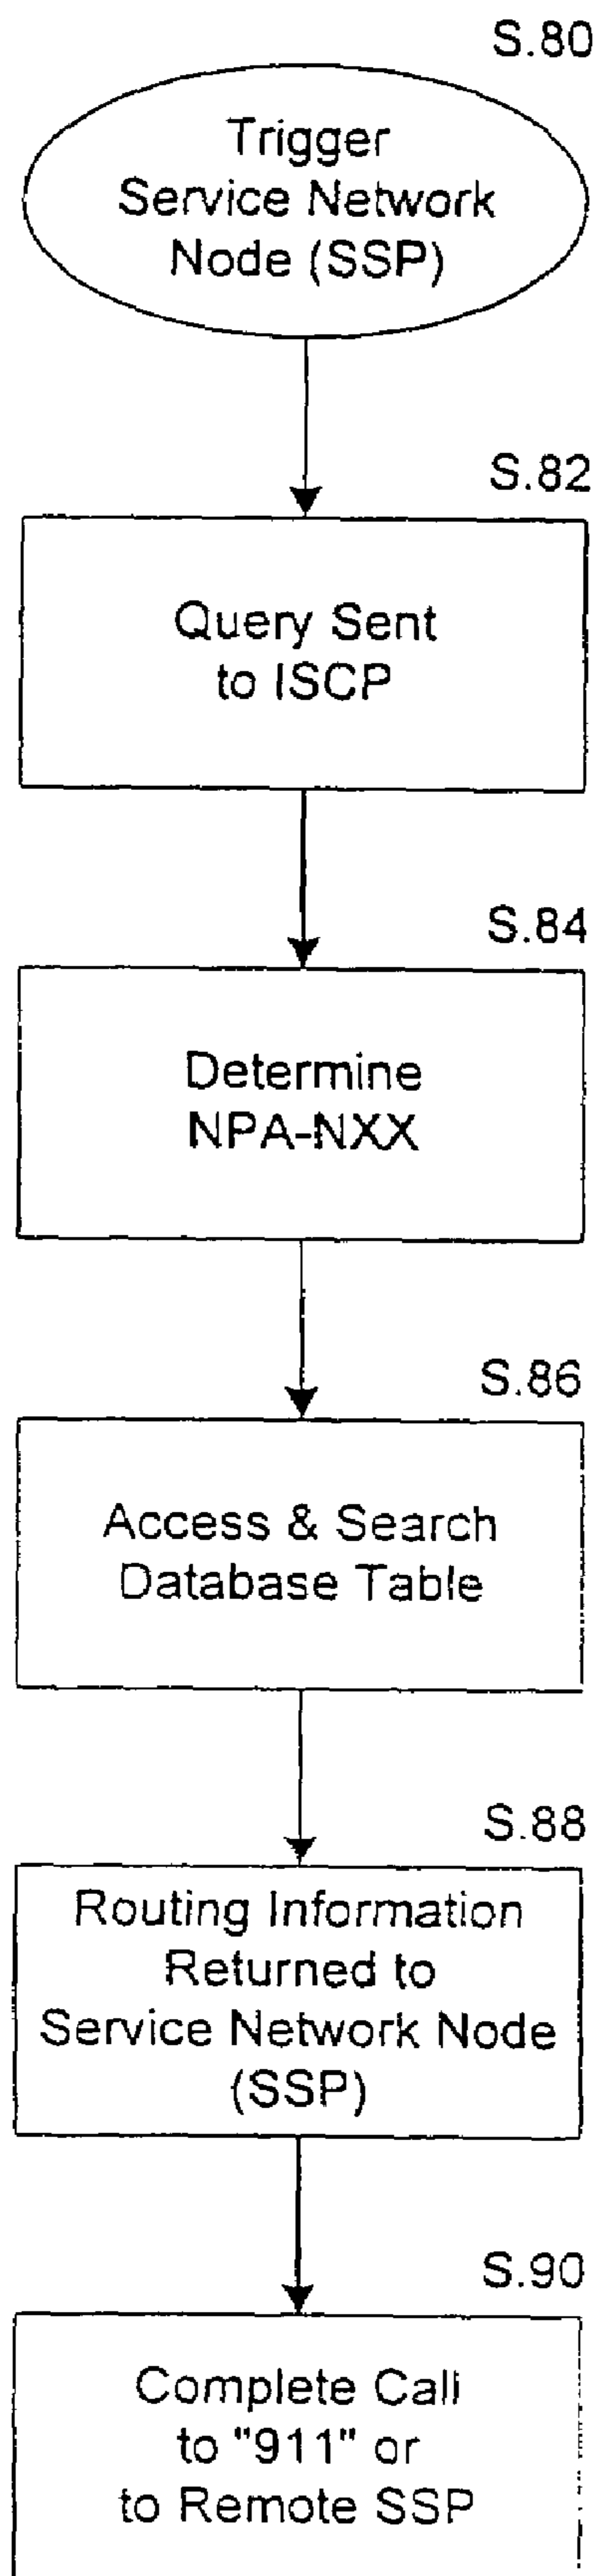 S.80
Trigger
Service Network
Node (SSP)
S.82
Query Sent
to ISCP
S.84
Determine
NPA-NXX
S.86
Access & Search
Database Table
S.88
Routing Information
Returned to
Service Network Node
(SSP)
S.90
Complete Call
to "911" or
to Remote SSP